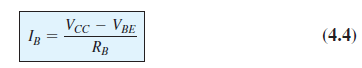 I_B = (V_CC − V_BE) / R_B (4.4)